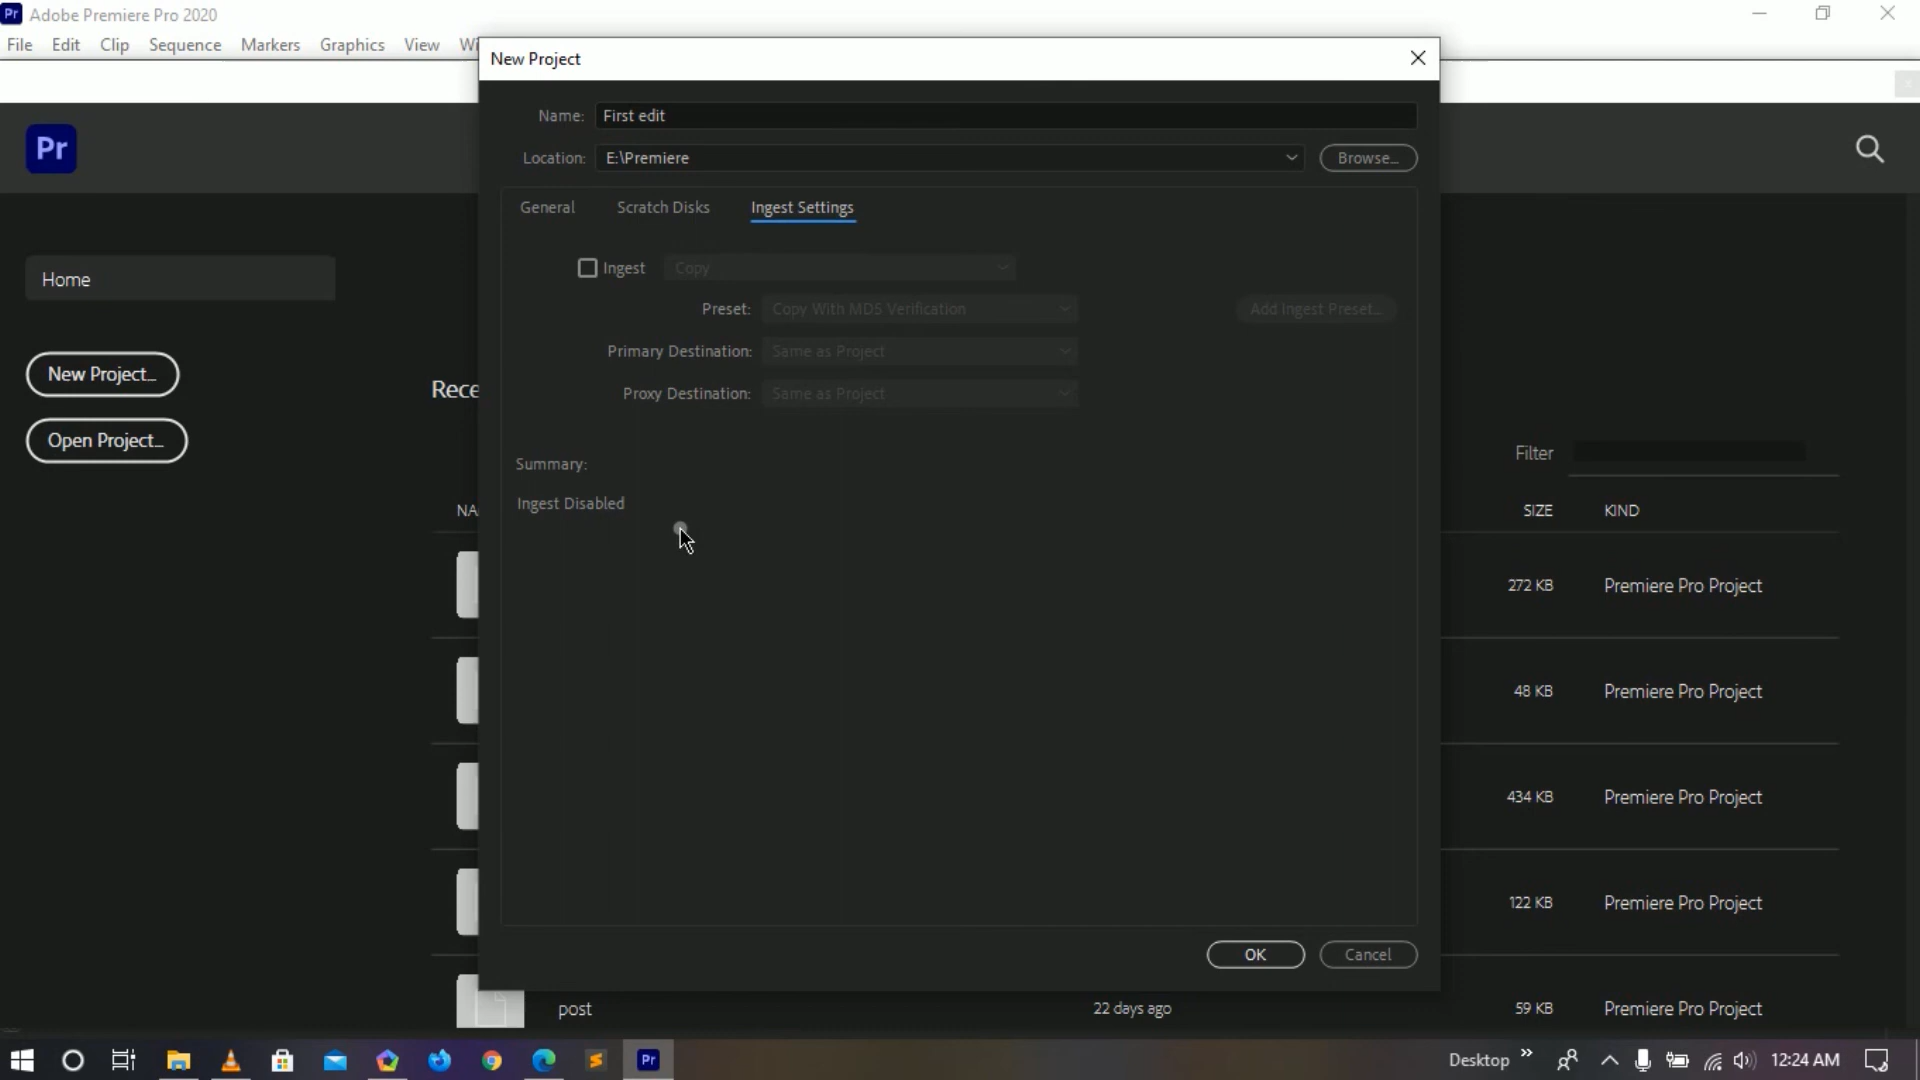 Pr Adobe Premiere Pro 2020
File Edit Clip Sequence Markers Graphics View
New Project
Name: First edit
Location: E:\Premiere Browse...
Pr
General Scratch Disks Ingest Settings
Ingest Copy
Home
Preset: Copy With MD5 Verification Add Ingest Preset...
Primary Destination: Same as Project
New Project...
Proxy Destination: Same as Project
Open Project...
Filter
Summary:
Ingest Disabled
SIZE KIND
272 KB Premiere Pro Project
48 KB Premiere Pro Project
434 KB Premiere Pro Project
122 KB Premiere Pro Project
OK Cancel
post 22 days ago 59 KB Premiere Pro Project
Pr Desktop 12:24 AM